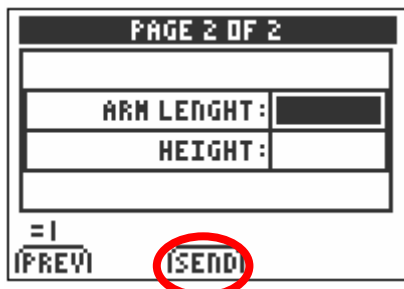 PAGE 2 OF 2
ARM LENGHT:
HEIGHT:
=1
(PREV) (SEND)